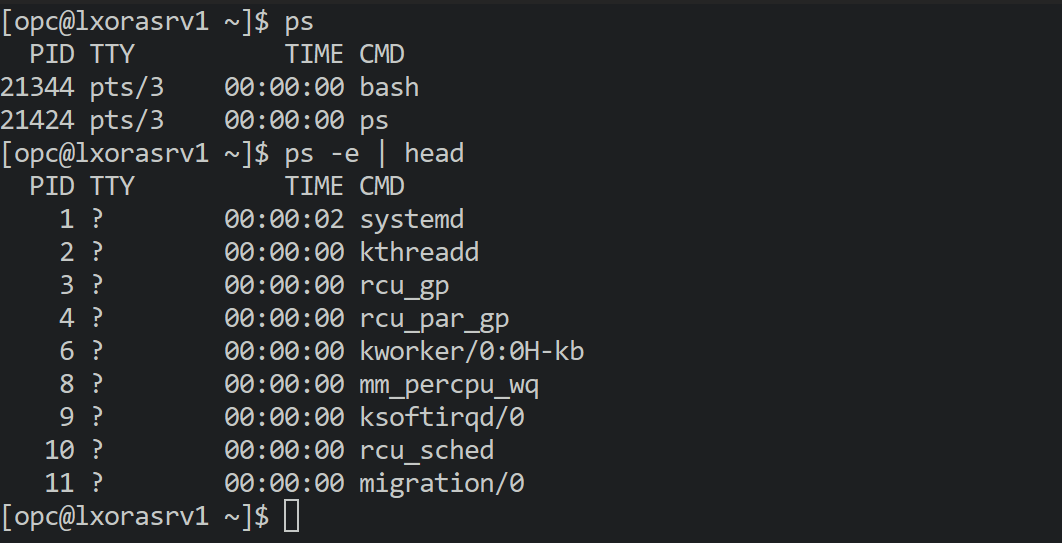 [opc@lxorasrv1 ~]$ ps
  PID TTY          TIME CMD
21344 pts/3    00:00:00 bash
21424 pts/3    00:00:00 ps
[opc@lxorasrv1 ~]$ ps -e | head
  PID TTY          TIME CMD
    1 ?        00:00:02 systemd
    2 ?        00:00:00 kthreadd
    3 ?        00:00:00 rcu_gp
    4 ?        00:00:00 rcu_par_gp
    6 ?        00:00:00 kworker/0:0H-kb
    8 ?        00:00:00 mm_percpu_wq
    9 ?        00:00:00 ksoftirqd/0
   10 ?        00:00:00 rcu_sched
   11 ?        00:00:00 migration/0
[opc@lxorasrv1 ~]$